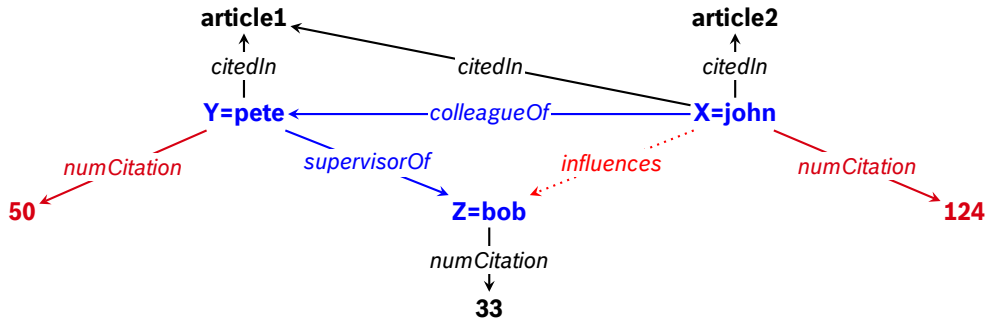 article1
article2
citedIn
citedIn
citedIn
Y=pete
colleagueOf
X=john
numCitation
supervisorOf
influences
numCitation
50
Z=bob
124
numCitation
33